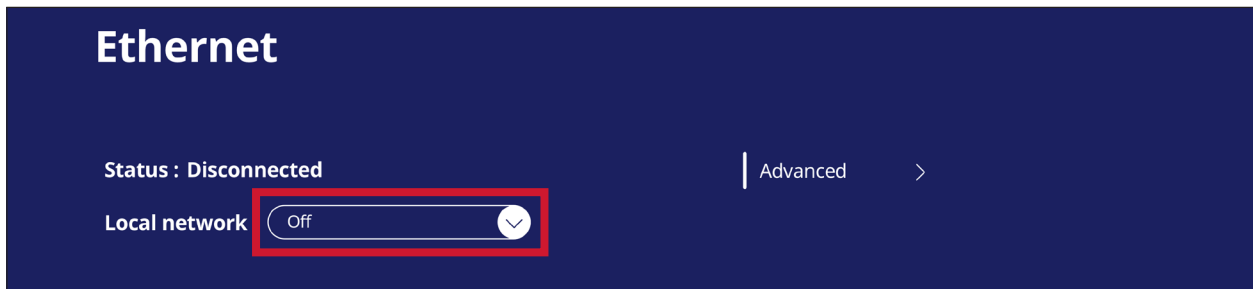 Ethernet
Status : Disconnected
Advanced
Local network
Off